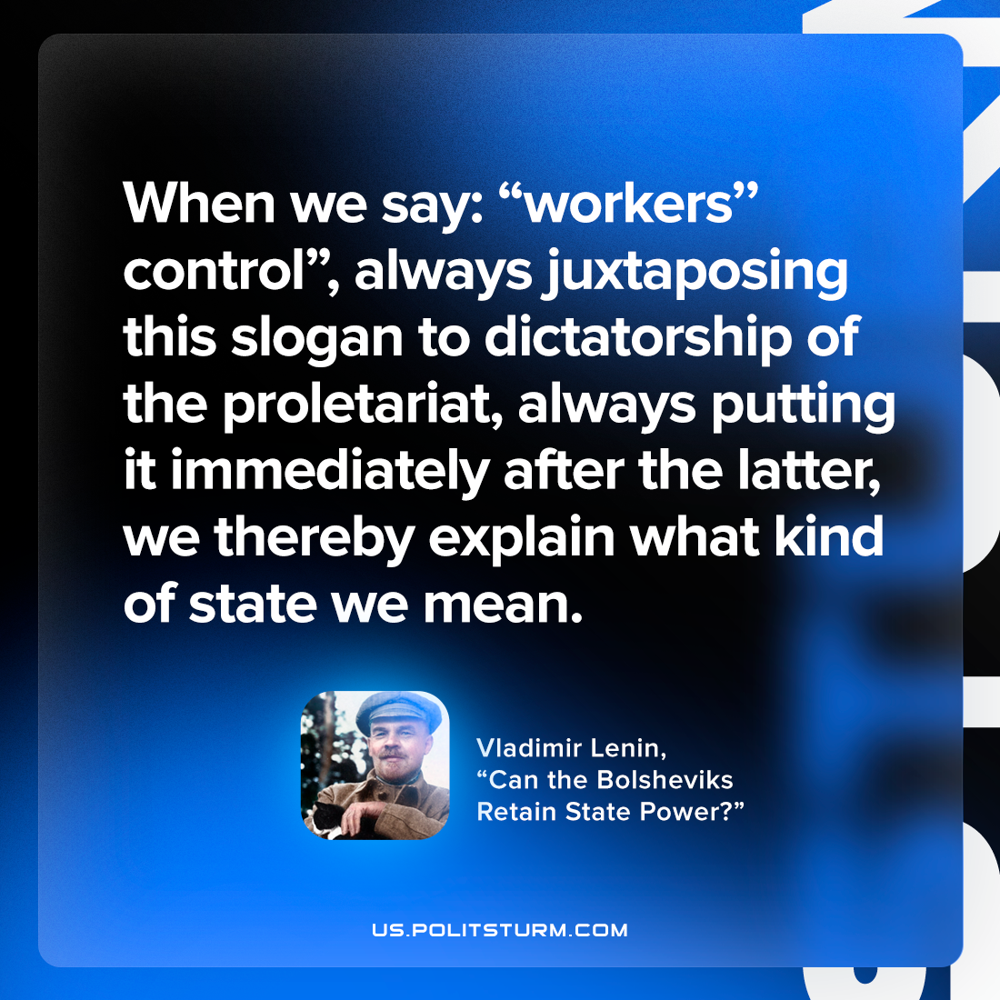 When we say: “workers”
control”, always juxtaposing
this slogan to dictatorship of
the proletariat, always putting
it immediately after the latter,
we thereby explain what kind
of state we mean.
Vladimir Lenin,
“Can the Bolsheviks
Retain State Power?”
US.POLITSTURM.COM